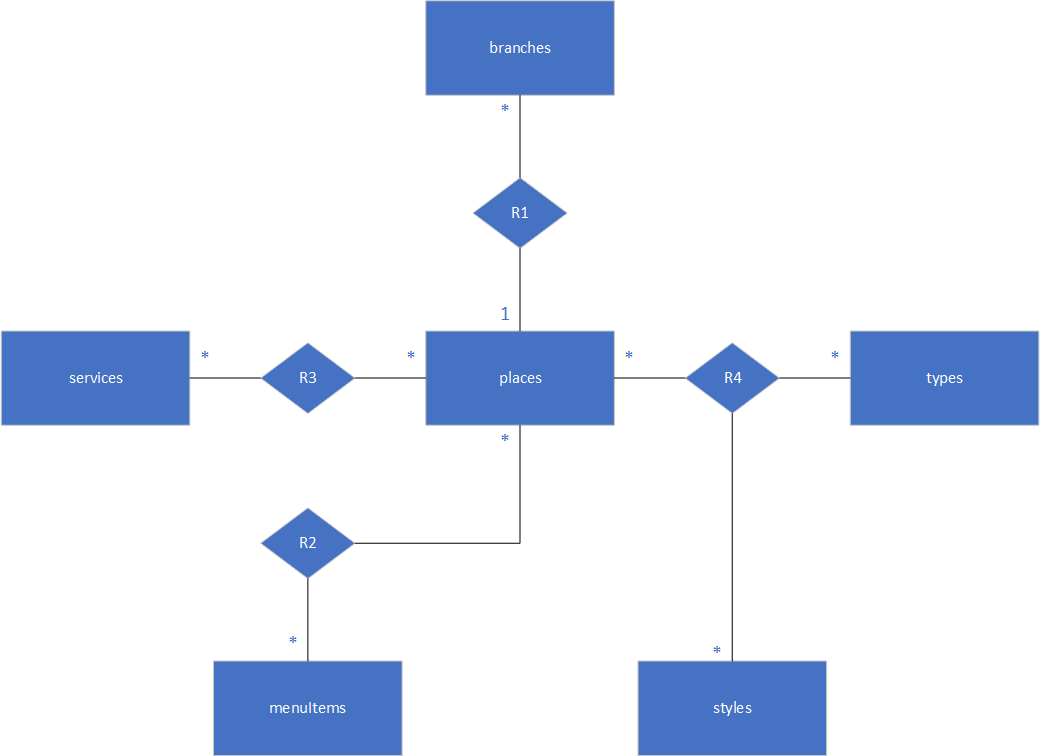 branches
*
R1
1
services
*
R3
*
places
*
R4
*
types
*
R2
*
menuItems
*
styles